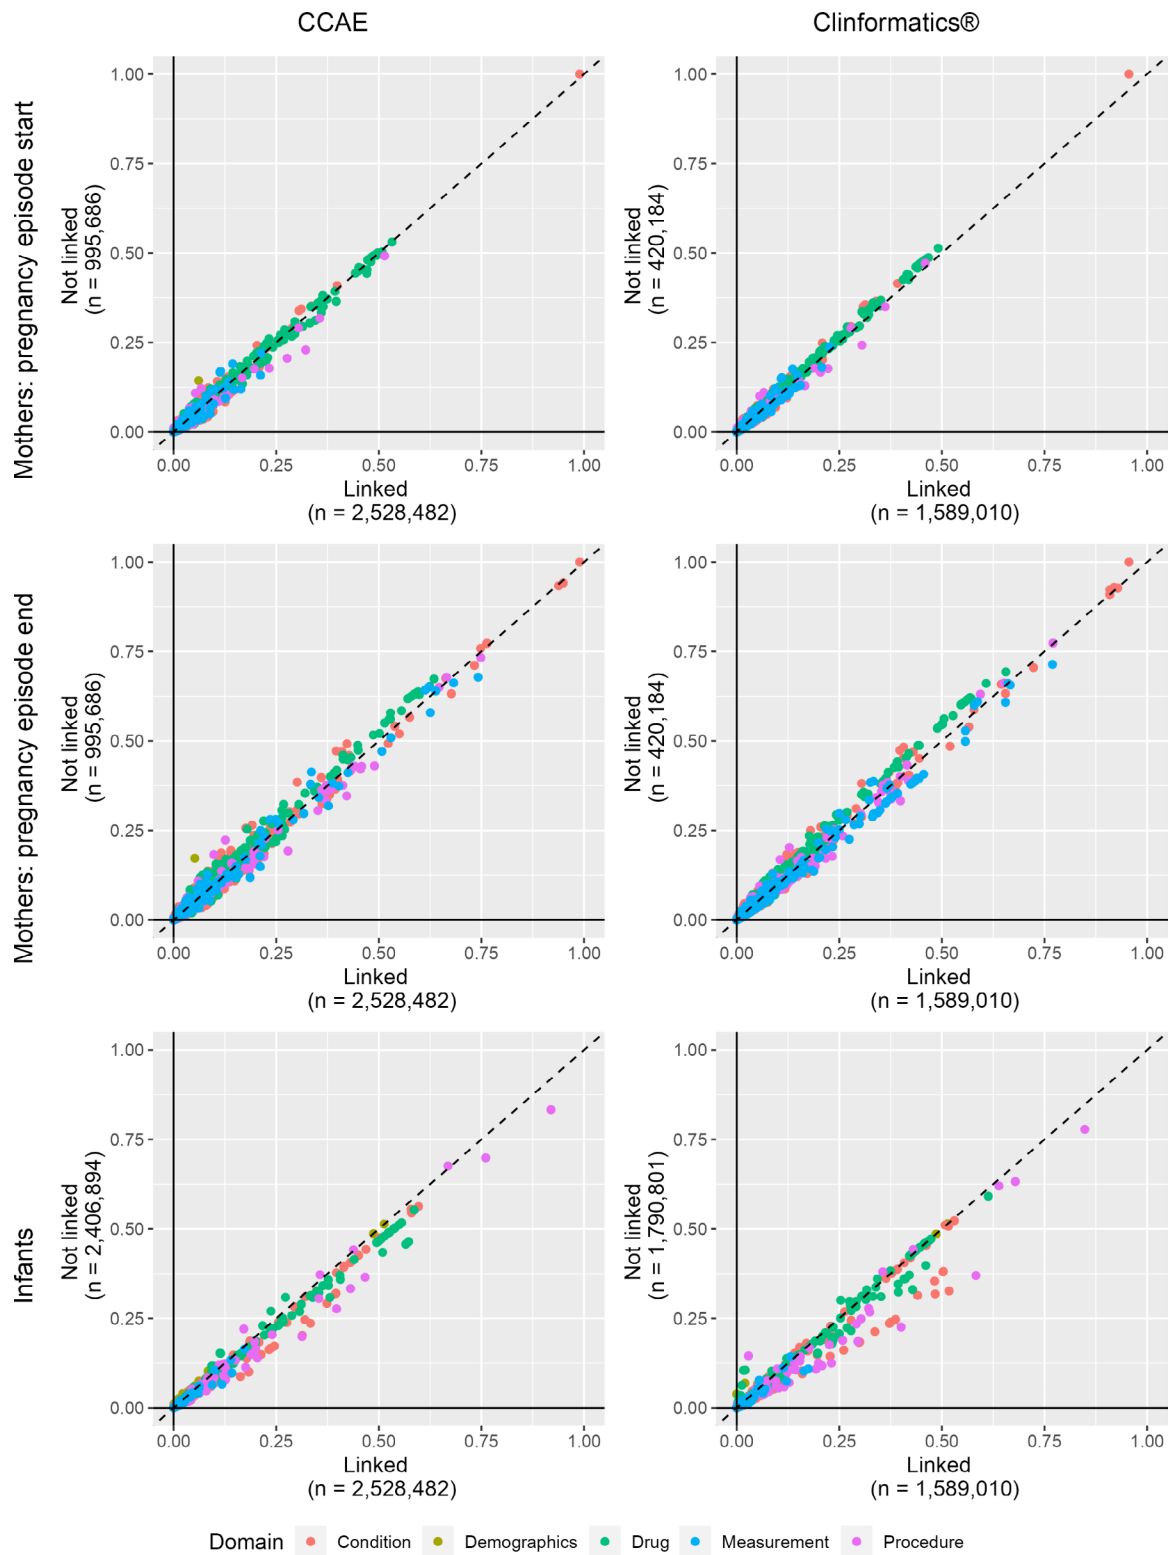 CCAE
Clinformatics®
Mothers: pregnancy episode start
Not linked
(n = 995,686)
1.00
0.75
0.50
0.25
0.00
0.00 0.25 0.50 0.75 1.00
Linked
(n = 2,528,482)
Not linked
(n = 420,184)
1.00
0.75
0.50
0.25
0.00
0.00 0.25 0.50 0.75 1.00
Linked
(n = 1,589,010)
Mothers: pregnancy episode end
Not linked
(n = 995,686)
1.00
0.75
0.50
0.25
0.00
0.00 0.25 0.50 0.75 1.00
Linked
(n = 2,528,482)
Not linked
(n = 420,184)
1.00
0.75
0.50
0.25
0.00
0.00 0.25 0.50 0.75 1.00
Linked
(n = 1,589,010)
Infants
Not linked
(n = 2,406,894)
1.00
0.75
0.50
0.25
0.00
0.00 0.25 0.50 0.75 1.00
Linked
(n = 2,528,482)
Not linked
(n = 1,790,801)
1.00
0.75
0.50
0.25
0.00
0.00 0.25 0.50 0.75 1.00
Linked
(n = 1,589,010)
Domain Condition Demographics Drug Measurement Procedure